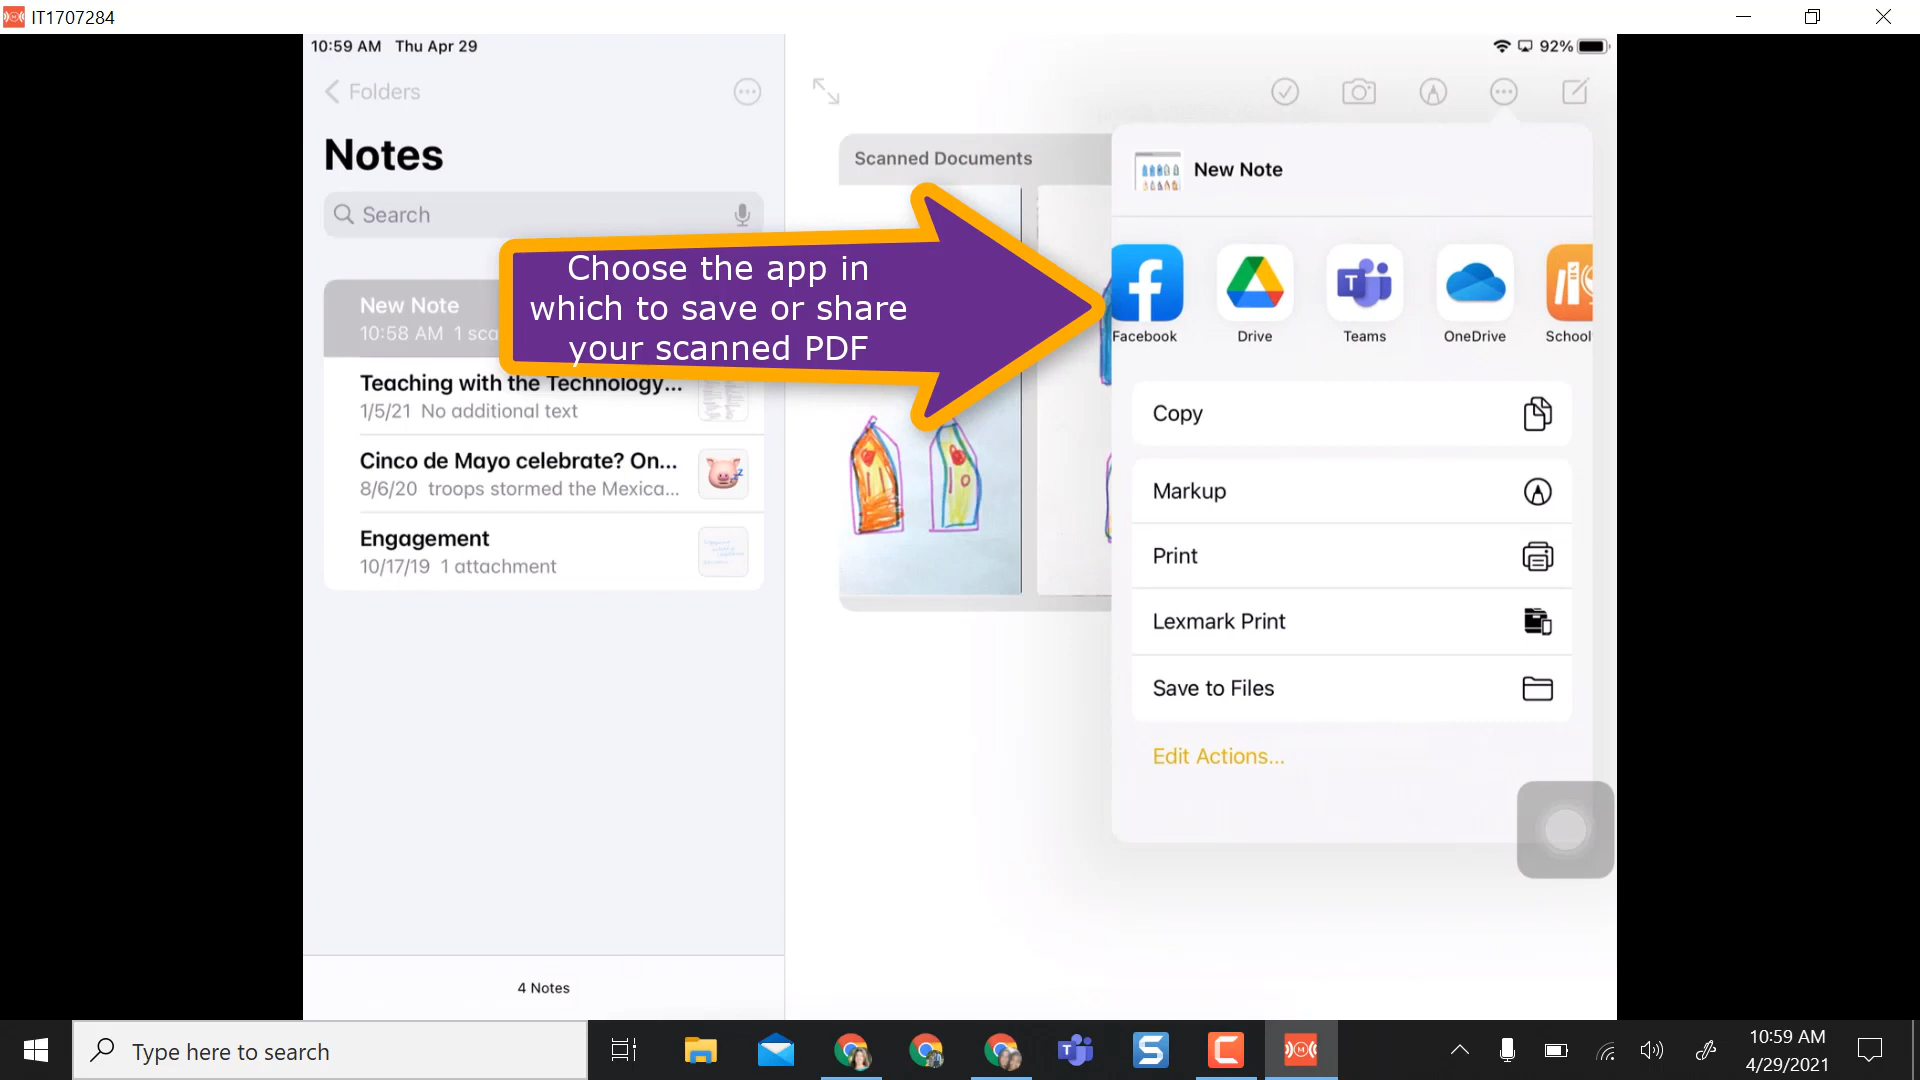 IT1707284
10:59 AM Thu Apr 29
92%
Folders
Notes
Search
New Note
10:58 AM 1 sca
Teaching with the Technology...
1/5/21 No additional text
Cinco de Mayo celebrate? On...
8/6/20 troops stormed the Mexica...
Engagement
10/17/19 1 attachment
4 Notes
Scanned Documents
Choose the app in
which to save or share
your scanned PDF
New Note
Facebook
Drive
Teams
OneDrive
School
Copy
Markup
Print
Lexmark Print
Save to Files
Edit Actions...
Type here to search
10:59 AM
4/29/2021